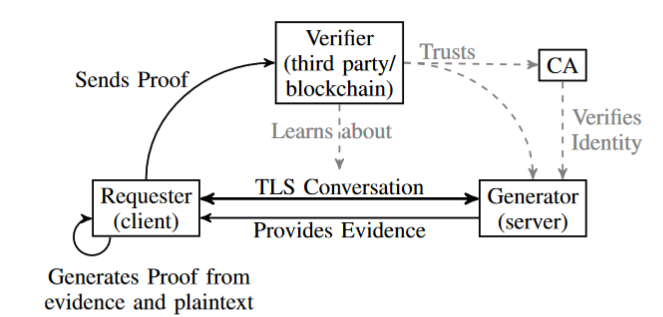 Verifier
(third party/
blockchain)
Trusts
CA
Sends Proof
Learns about
Verifies
Identity
Requester
(client)
TLS Conversation
Provides Evidence
Generator
(server)
Generates Proof from
evidence and plaintext